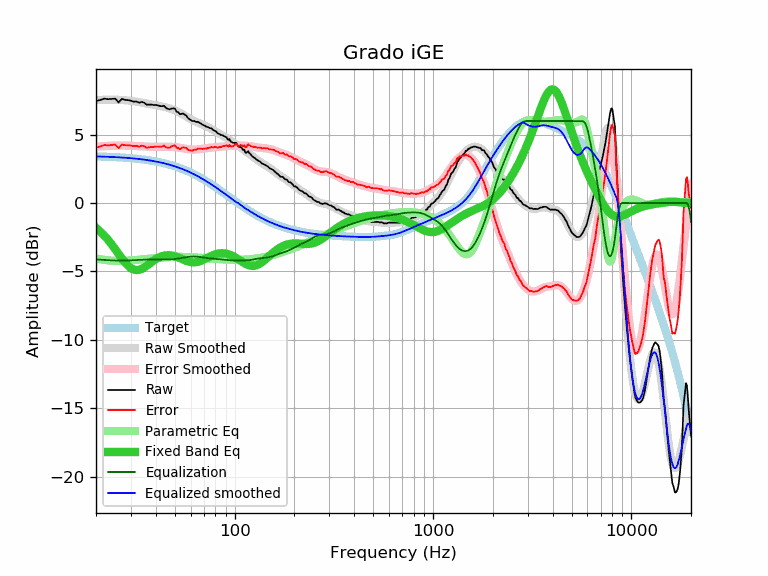 Grado iGE
Amplitude (dBr)
5
0
−5
−10
−15
−20
Target
Raw Smoothed
Error Smoothed
Raw
Error
Parametric Eq
Fixed Band Eq
Equalization
Equalized smoothed
100
1000
10000
Frequency (Hz)